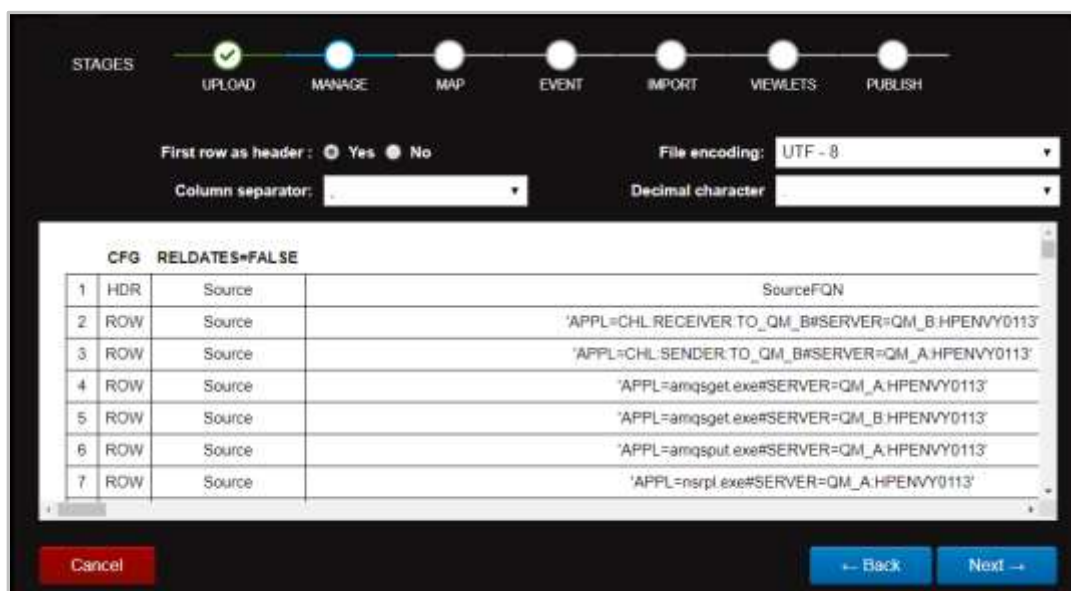 STAGES
UPLOAD MANAGE MAP EVENT IMPORT VIEWLETS PUBLISH
First row as header : Yes No File encoding: UTF - 8
Column separator: , Decimal character .
CFG RELDATES=FALSE
1 HDR Source SourceFQN
2 ROW Source 'APPL=CHL:RECEIVER:TO_QM_B#SERVER=QM_B:HPENVY0113'
3 ROW Source 'APPL=CHL:SENDER:TO_QM_B#SERVER=QM_A:HPENVY0113'
4 ROW Source 'APPL=amqsget.exe#SERVER=QM_A:HPENVY0113'
5 ROW Source 'APPL=amqsget.exe#SERVER=QM_B:HPENVY0113'
6 ROW Source 'APPL=amqsput.exe#SERVER=QM_A:HPENVY0113'
7 ROW Source 'APPL=nsrpl.exe#SERVER=QM_A:HPENVY0113'
Cancel ← Back Next →